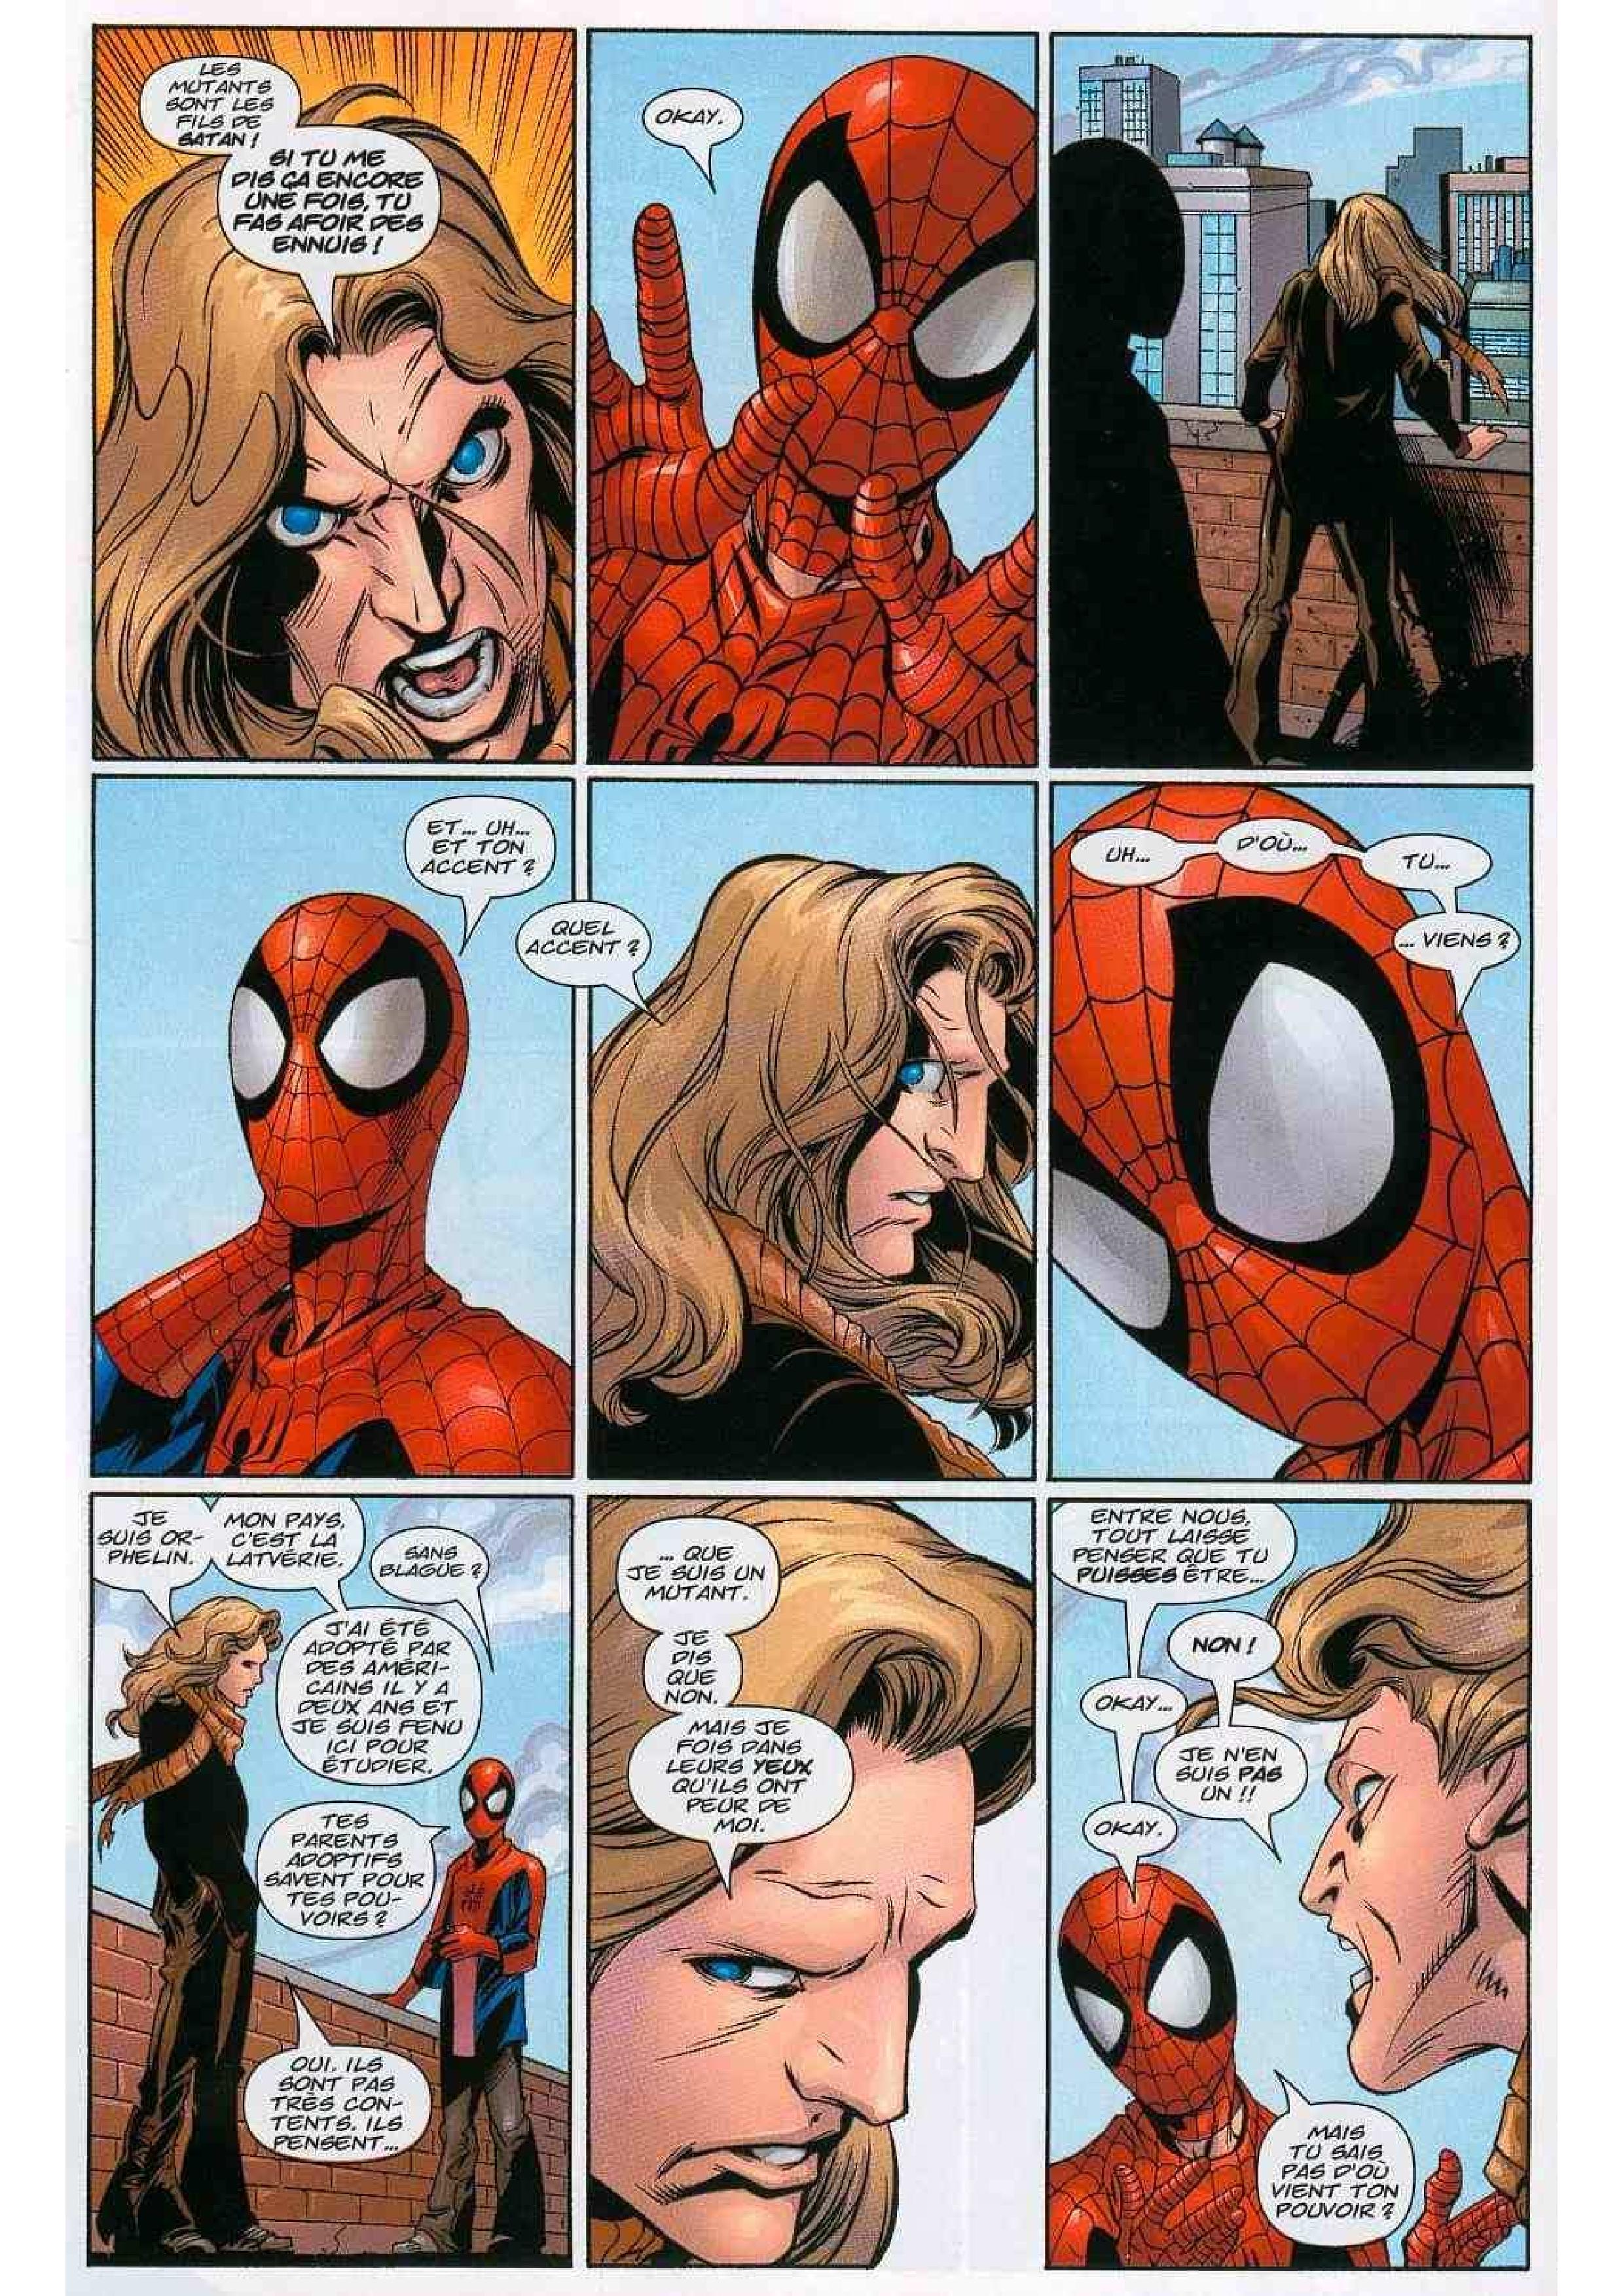 LES
MUTANTS
SONT LES
FILS DE
SATAN !
SI TU ME
DIS ÇA ENCORE
UNE FOIS, TU
FAS AFOIR DES
ENNUIS !
OKAY.
ET... UH...
ET TON
ACCENT ?
QUEL
ACCENT ?
UH...
D'OÙ...
TU...
... VIENS ?
JE
SUIS OR-
PHELIN.
MON PAYS,
C'EST LA
LATVÉRIE.
SANS
BLAGUE ?
J'AI ÉTÉ
ADOPTÉ PAR
DES AMÉRI-
CAINS IL Y A
DEUX ANS ET
JE SUIS FENU
ICI POUR
ÉTUDIER.
TES
PARENTS
ADOPTIFS
SAVENT POUR
TES POU-
VOIRS ?
OUI. ILS
SONT PAS
TRÈS CON-
TENTS. ILS
PENSENT...
... QUE
JE SUIS UN
MUTANT.
JE
DIS
QUE
NON.
MAIS JE
FOIS DANS
LEURS YEUX
QU'ILS ONT
PEUR DE
MOI.
ENTRE NOUS,
TOUT LAISSE
PENSER QUE TU
PUISSES ÊTRE...
NON !
OKAY...
JE N'EN
SUIS PAS
UN !!
OKAY.
MAIS
TU SAIS
PAS D'OÙ
VIENT TON
POUVOIR ?